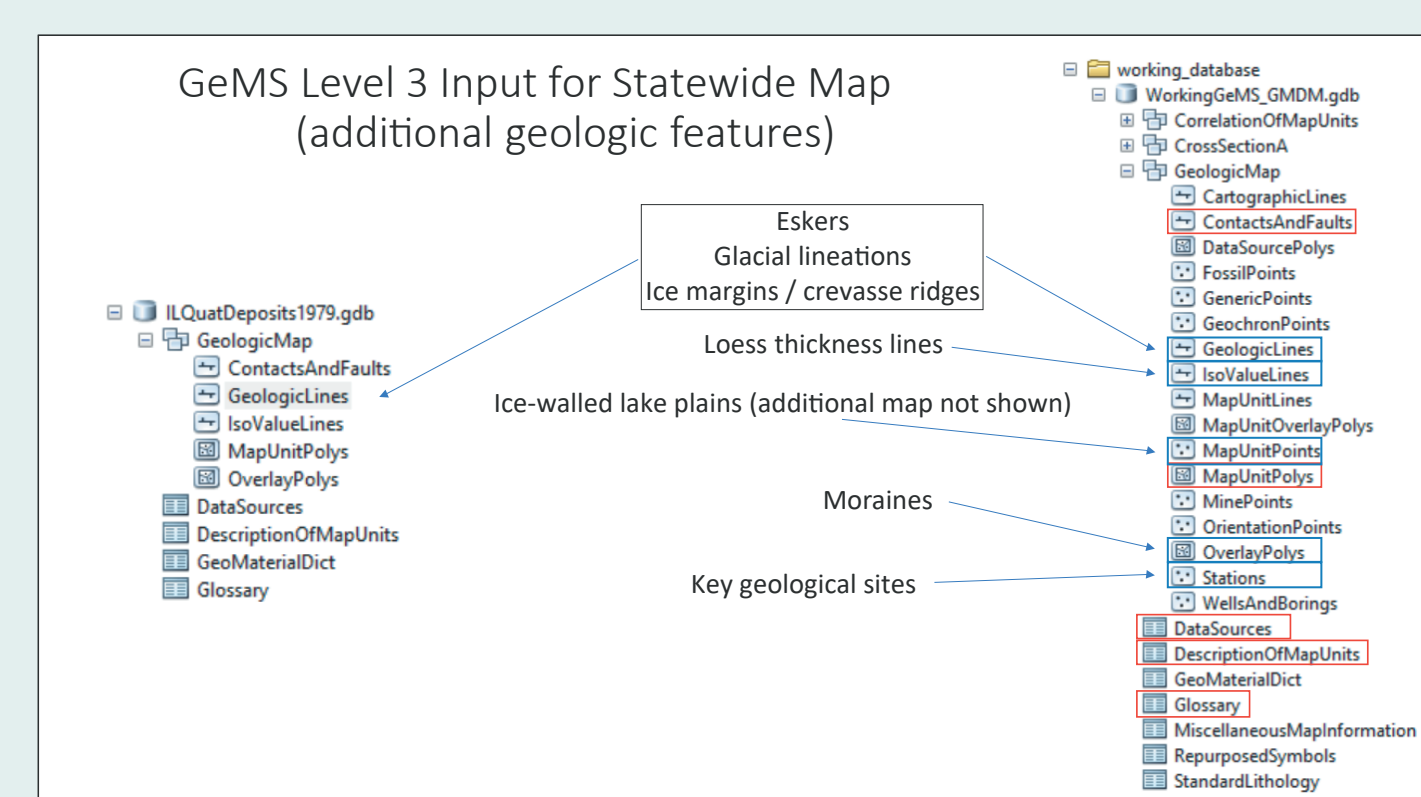 GeMS Level 3 Input for Statewide Map
(additional geologic features)
Eskers
Glacial lineations
Ice margins / crevasse ridges
Loess thickness lines
Ice-walled lake plains (additional map not shown)
Moraines
Key geological sites
ILQuatDeposits1979.gdb
GeologicMap
ContactsAndFaults
GeologicLines
IsoValueLines
MapUnitPolys
OverlayPolys
DataSources
DescriptionOfMapUnits
GeoMaterialDict
Glossary
working_database
WorkingGeMS_GMDM.gdb
CorrelationOfMapUnits
CrossSectionA
GeologicMap
CartographicLines
ContactsAndFaults
DataSourcePolys
FossilPoints
GenericPoints
GeochronPoints
GeologicLines
IsoValueLines
MapUnitLines
MapUnitOverlayPolys
MapUnitPoints
MapUnitPolys
MinePoints
OrientationPoints
OverlayPolys
Stations
WellsAndBorings
DataSources
DescriptionOfMapUnits
GeoMaterialDict
Glossary
MiscellaneousMapInformation
RepurposedSymbols
StandardLithology